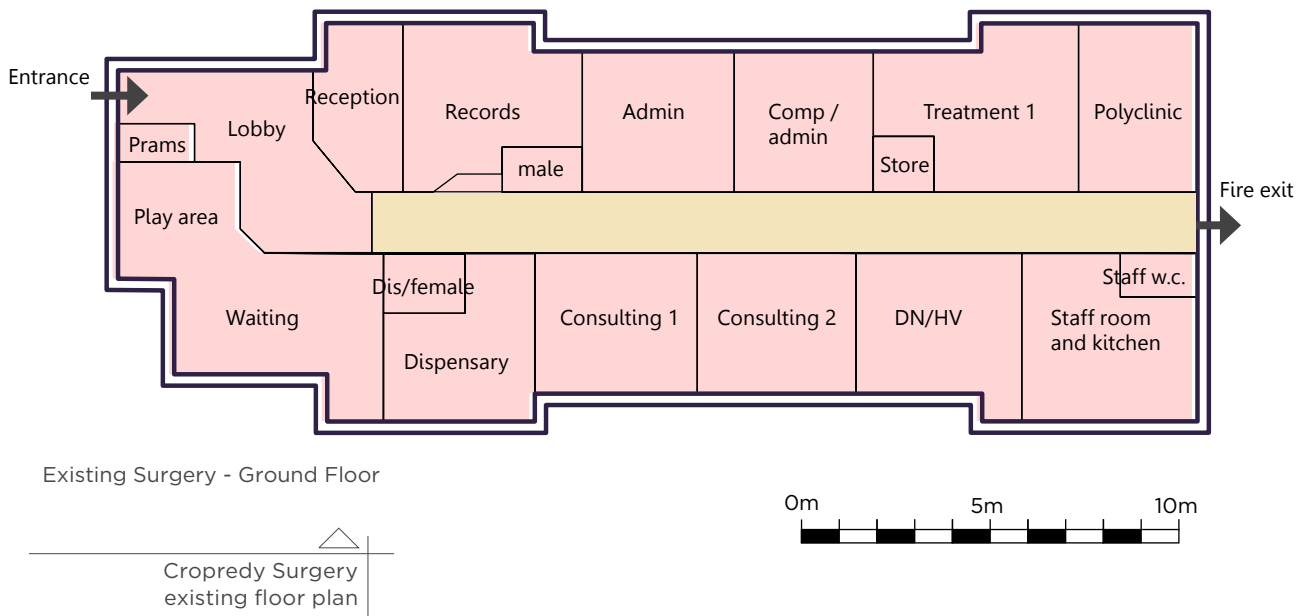 Entrance
Reception
Records
Admin
Comp /
admin
Treatment 1
Polyclinic
Lobby
Prams
male
Store
Fire exit
Play area
Dis/female
Staff w.c.
Waiting
Consulting 1
Consulting 2
DN/HV
Staff room
and kitchen
Dispensary
Existing Surgery - Ground Floor
0m
5m
10m
Cropredy Surgery
existing floor plan